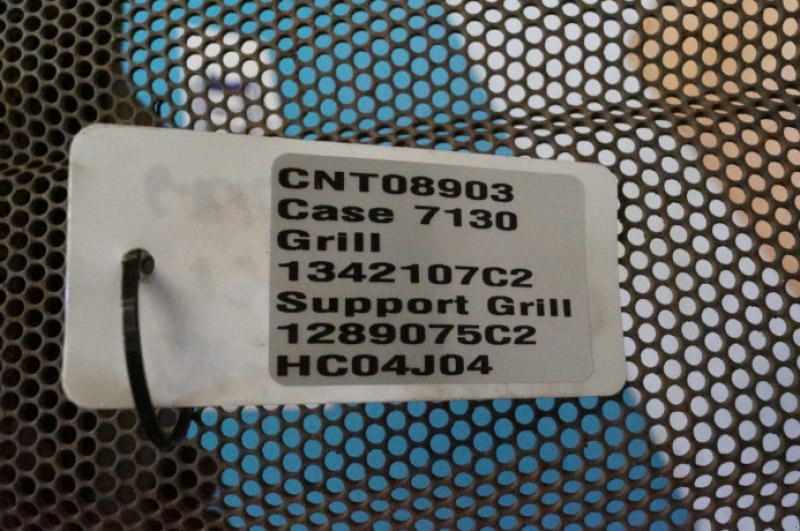 CNT08903
Case 7130
Grill
1342107C2
Support Grill
1289075C2
HC04J04